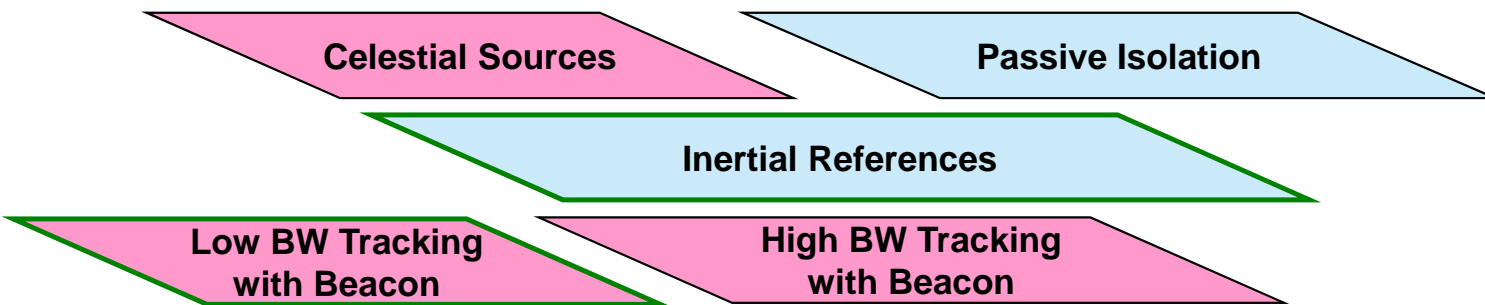 Celestial Sources
Passive Isolation
Inertial References
Low BW Tracking
with Beacon
High BW Tracking
with Beacon